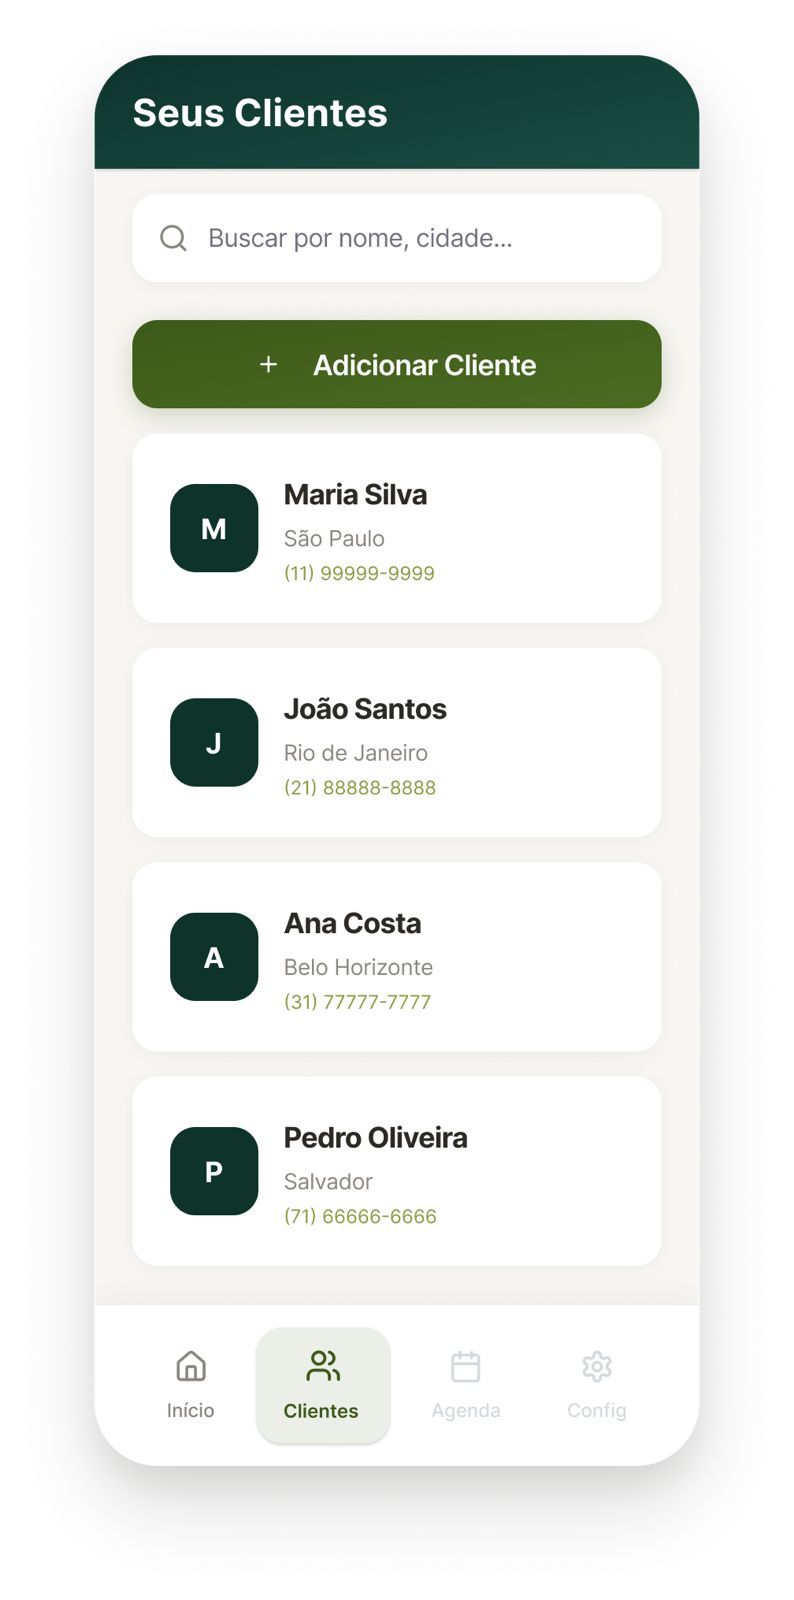 Seus Clientes
Buscar por nome, cidade...
+ Adicionar Cliente
M
Maria Silva
São Paulo
(11) 99999-9999
J
João Santos
Rio de Janeiro
(21) 88888-8888
A
Ana Costa
Belo Horizonte
(31) 77777-7777
P
Pedro Oliveira
Salvador
(71) 66666-6666
Início Clientes Agenda Config